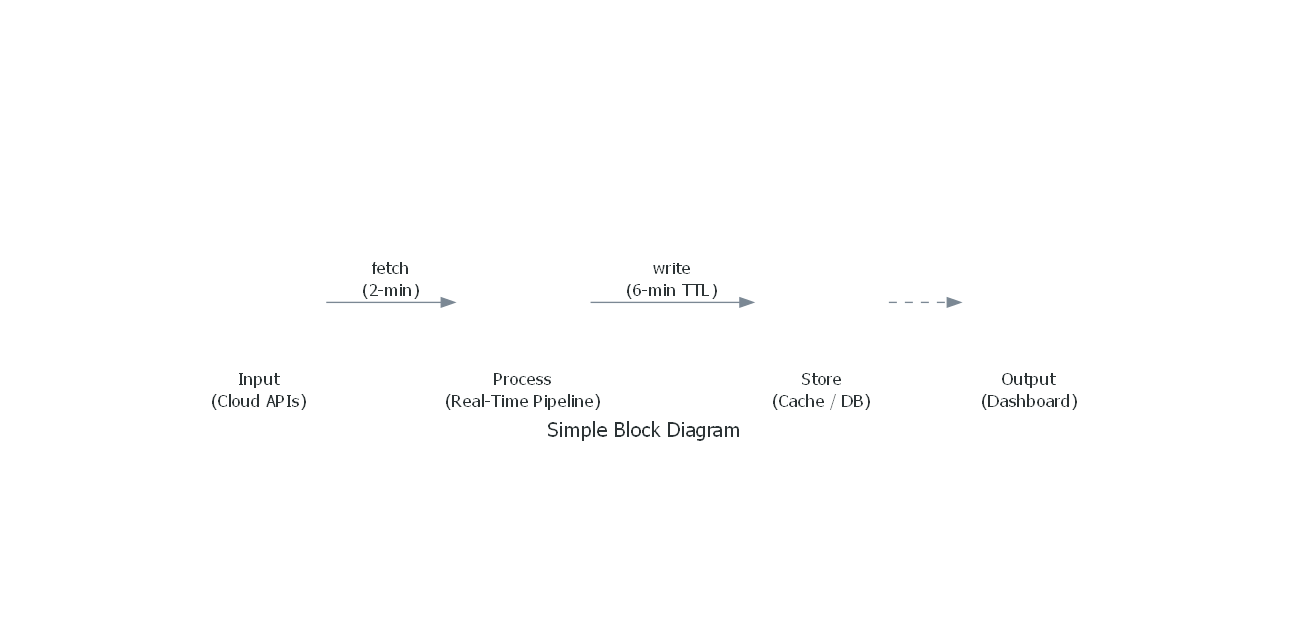 fetch
(2-min)
write
(6-min TTL)
Input
(Cloud APIs)
Process
(Real-Time Pipeline)
Store
(Cache / DB)
Output
(Dashboard)
Simple Block Diagram